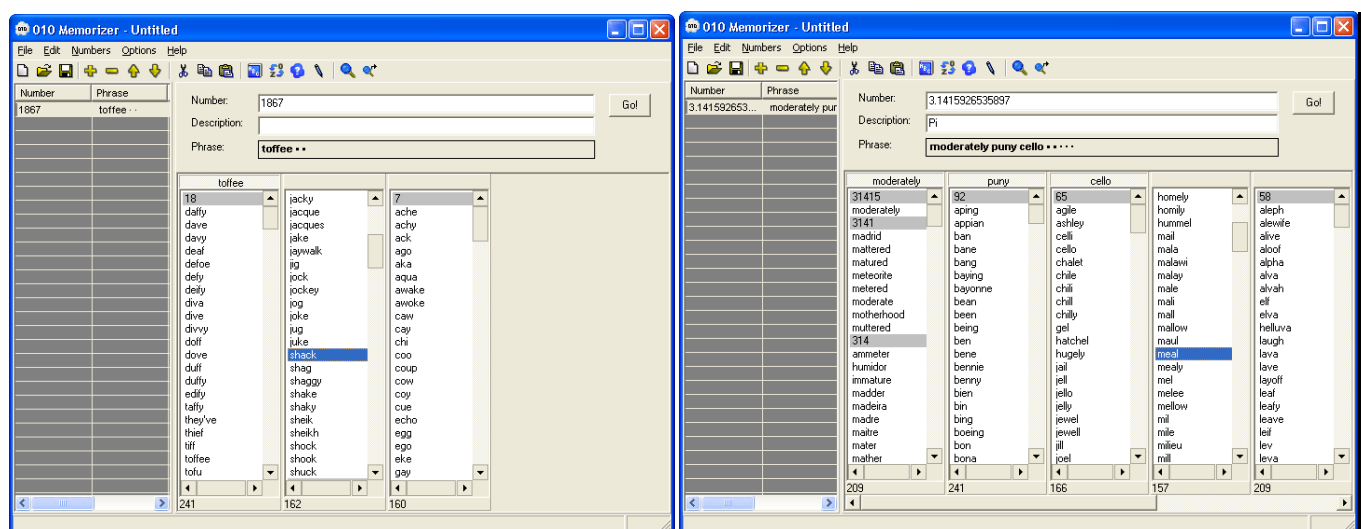 010 Memorizer - Untitled
File Edit Numbers Options Help
Number Phrase
1867 toffee · ·
Number: 1867 Go!
Description:
Phrase: toffee • •
toffee
18
daffy
dave
davy
deaf
defoe
defy
deify
diva
dive
divvy
doff
dove
duff
duffy
edify
taffy
they've
thief
tiff
toffee
tofu
241
jacky
jacque
jacques
jake
jaywalk
jig
jock
jockey
jog
joke
jug
juke
shack
shag
shaggy
shake
shaky
sheik
sheikh
shock
shook
shuck
162
7
ache
achy
ack
ago
aka
aqua
awake
awoke
caw
cay
chi
coo
coup
cow
coy
cue
echo
egg
ego
eke
gay
160
010 Memorizer - Untitled
File Edit Numbers Options Help
Number Phrase
3.141592653... moderately pur
Number: 3.1415926535897 Go!
Description: Pi
Phrase: moderately puny cello • • · · ·
moderately
31415
moderately
3141
madrid
mattered
matured
meteorite
metered
moderate
motherhood
muttered
314
ammeter
humidor
immature
madder
madeira
madre
maitre
mater
mather
209
puny
92
aping
appian
ban
bane
bang
baying
bayonne
bean
been
being
ben
bene
bennie
benny
bien
bin
bing
boeing
bon
bona
241
cello
65
agile
ashley
celli
cello
chalet
chile
chili
chill
chilly
gel
hatchel
hugely
jail
jell
jello
jelly
jewel
jewell
jill
joel
166
homely
homily
hummel
mail
mala
malawi
malay
male
mali
mall
mallow
maul
meal
mealy
mel
melee
mellow
mil
mile
milieu
mill
157
58
aleph
alewife
alive
aloof
alpha
alva
alvah
elf
elva
helluva
laugh
lava
lave
layoff
leaf
leafy
leave
leif
lev
leva
209